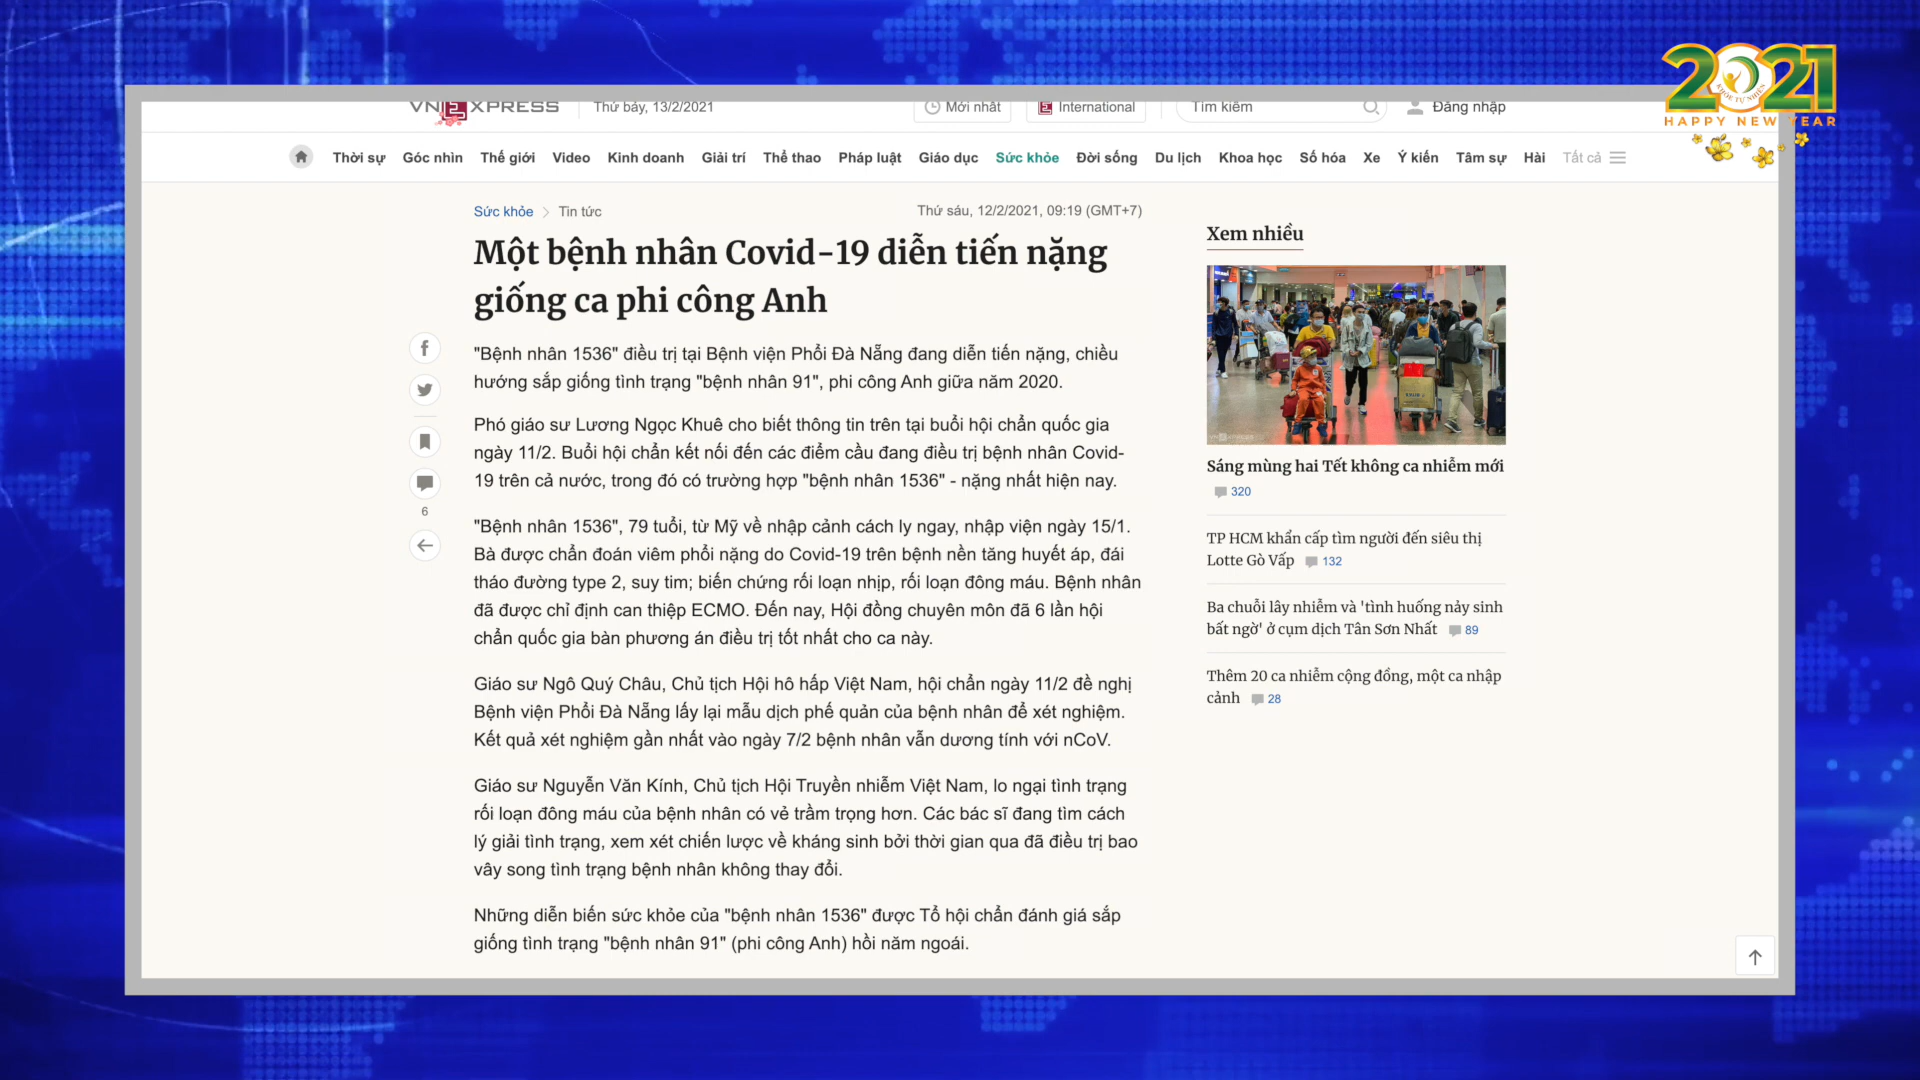 2021
KHỎE TỰ NHIÊN
HAPPY NEW YEAR
VNEXPRESS
Thứ bảy, 13/2/2021
Mới nhất
International
Tìm kiếm
Đăng nhập
Thời sự Góc nhìn Thế giới Video Kinh doanh Giải trí Thể thao Pháp luật Giáo dục Sức khỏe Đời sống Du lịch Khoa học Số hóa Xe Ý kiến Tâm sự Hài Tất cả
Sức khỏe > Tin tức
Thứ sáu, 12/2/2021, 09:19 (GMT+7)
Một bệnh nhân Covid-19 diễn tiến nặng
giống ca phi công Anh
"Bệnh nhân 1536" điều trị tại Bệnh viện Phổi Đà Nẵng đang diễn tiến nặng, chiều
hướng sắp giống tình trạng "bệnh nhân 91", phi công Anh giữa năm 2020.
Phó giáo sư Lương Ngọc Khuê cho biết thông tin trên tại buổi hội chẩn quốc gia
ngày 11/2. Buổi hội chẩn kết nối đến các điểm cầu đang điều trị bệnh nhân Covid-
19 trên cả nước, trong đó có trường hợp "bệnh nhân 1536" - nặng nhất hiện nay.
6
"Bệnh nhân 1536", 79 tuổi, từ Mỹ về nhập cảnh cách ly ngay, nhập viện ngày 15/1.
Bà được chẩn đoán viêm phổi nặng do Covid-19 trên bệnh nền tăng huyết áp, đái
tháo đường type 2, suy tim; biến chứng rối loạn nhịp, rối loạn đông máu. Bệnh nhân
đã được chỉ định can thiệp ECMO. Đến nay, Hội đồng chuyên môn đã 6 lần hội
chẩn quốc gia bàn phương án điều trị tốt nhất cho ca này.
Giáo sư Ngô Quý Châu, Chủ tịch Hội hô hấp Việt Nam, hội chẩn ngày 11/2 đề nghị
Bệnh viện Phổi Đà Nẵng lấy lại mẫu dịch phế quản của bệnh nhân để xét nghiệm.
Kết quả xét nghiệm gần nhất vào ngày 7/2 bệnh nhân vẫn dương tính với nCoV.
Giáo sư Nguyễn Văn Kính, Chủ tịch Hội Truyền nhiễm Việt Nam, lo ngại tình trạng
rối loạn đông máu của bệnh nhân có vẻ trầm trọng hơn. Các bác sĩ đang tìm cách
lý giải tình trạng, xem xét chiến lược về kháng sinh bởi thời gian qua đã điều trị bao
vây song tình trạng bệnh nhân không thay đổi.
Những diễn biến sức khỏe của "bệnh nhân 1536" được Tổ hội chẩn đánh giá sắp
giống tình trạng "bệnh nhân 91" (phi công Anh) hồi năm ngoái.
Xem nhiều
Sáng mùng hai Tết không ca nhiễm mới
320
TP HCM khẩn cấp tìm người đến siêu thị
Lotte Gò Vấp 132
Ba chuỗi lây nhiễm và 'tình huống nảy sinh
bất ngờ' ở cụm dịch Tân Sơn Nhất 89
Thêm 20 ca nhiễm cộng đồng, một ca nhập
cảnh 28